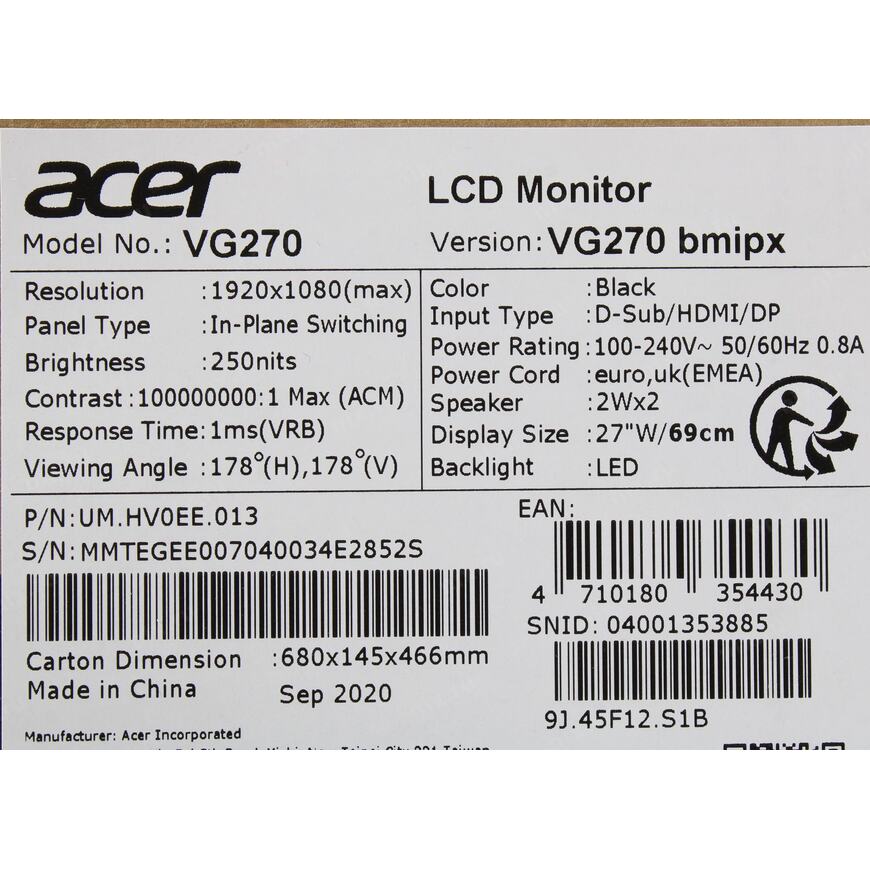 acer
LCD Monitor
Model No.: VG270
Version: VG270 bmipx
Resolution :1920x1080(max)
Panel Type :In-Plane Switching
Brightness :250nits
Contrast :100000000:1 Max (ACM)
Response Time:1ms(VRB)
Viewing Angle :178°(H),178°(V)
Color :Black
Input Type :D-Sub/HDMI/DP
Power Rating:100-240V~ 50/60Hz 0.8A
Power Cord :euro,uk(EMEA)
Speaker :2Wx2
Display Size :27"W/69cm
Backlight :LED
P/N:UM.HV0EE.013
S/N:MMTEGEE007040034E2852S
Carton Dimension :680x145x466mm
Made in China Sep 2020
EAN:
4 710180 354430
SNID: 04001353885
9J.45F12.S1B
Manufacturer: Acer Incorporated
Taipei City 221 Taiwan